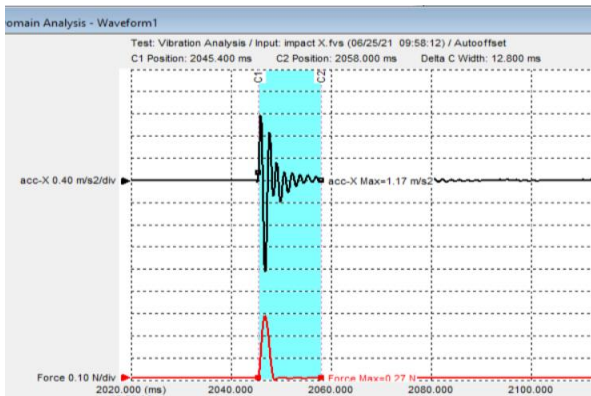 omain Analysis - Waveform1
Test: Vibration Analysis / Input: impact X.fvs (06/25/21 09:58:12) / Autooffset
C1 Position: 2045.400 ms C2 Position: 2058.000 ms Delta C Width: 12.800 ms
C1 C2
acc-X 0.40 m/s2/div acc-X Max=1.17 m/s2
Force 0.10 N/div Force Max=0.27 N
2020.000 (ms) 2040.000 2060.000 2080.000 2100.000